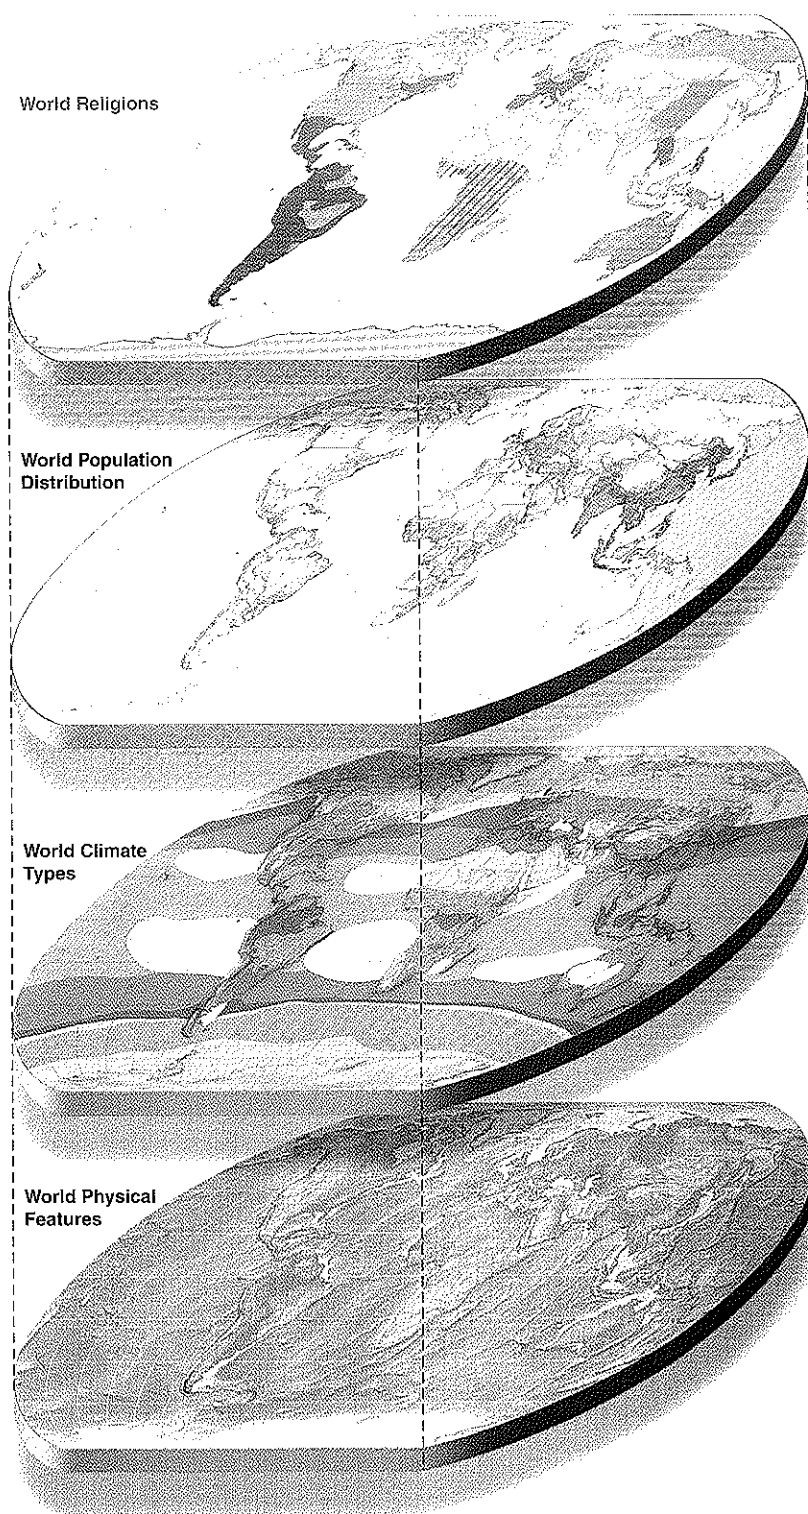 World Religions
World Population
Distribution
World Climate
Types
World Physical
Features